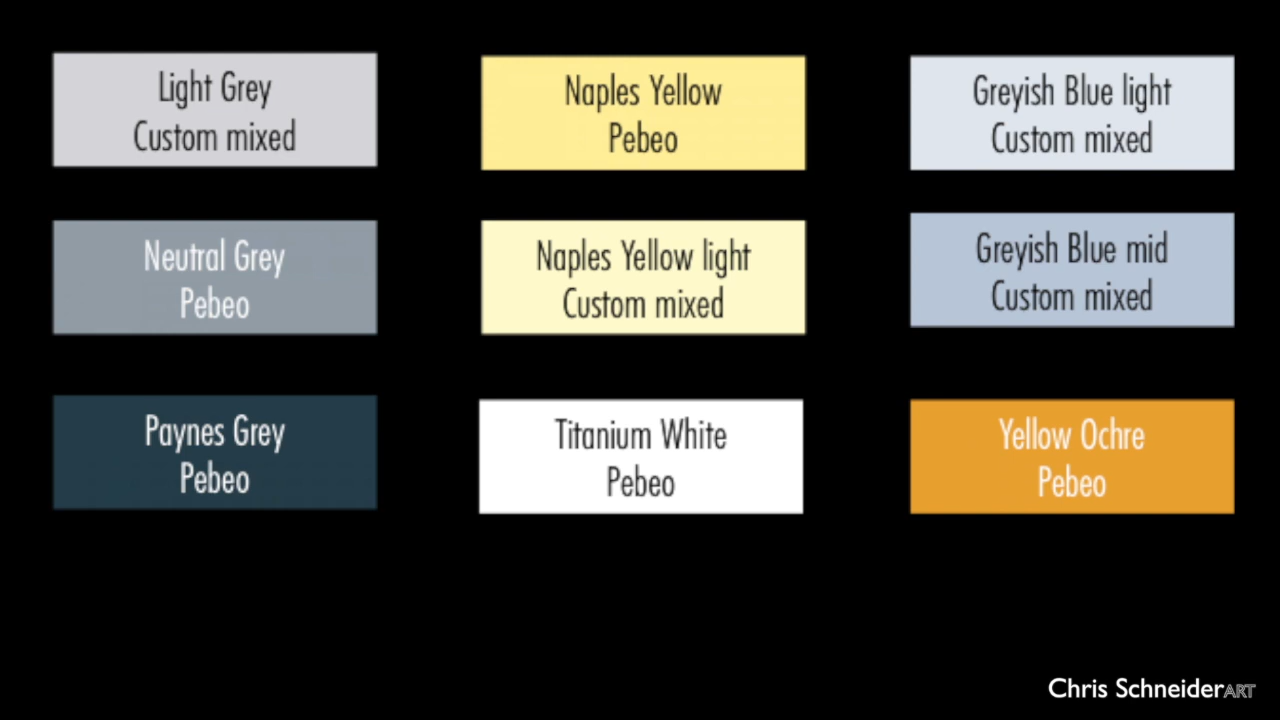 Light Grey
Custom mixed
Naples Yellow
Pebeo
Greyish Blue light
Custom mixed
Neutral Grey
Pebeo
Naples Yellow light
Custom mixed
Greyish Blue mid
Custom mixed
Paynes Grey
Pebeo
Titanium White
Pebeo
Yellow Ochre
Pebeo
Chris SchneiderART